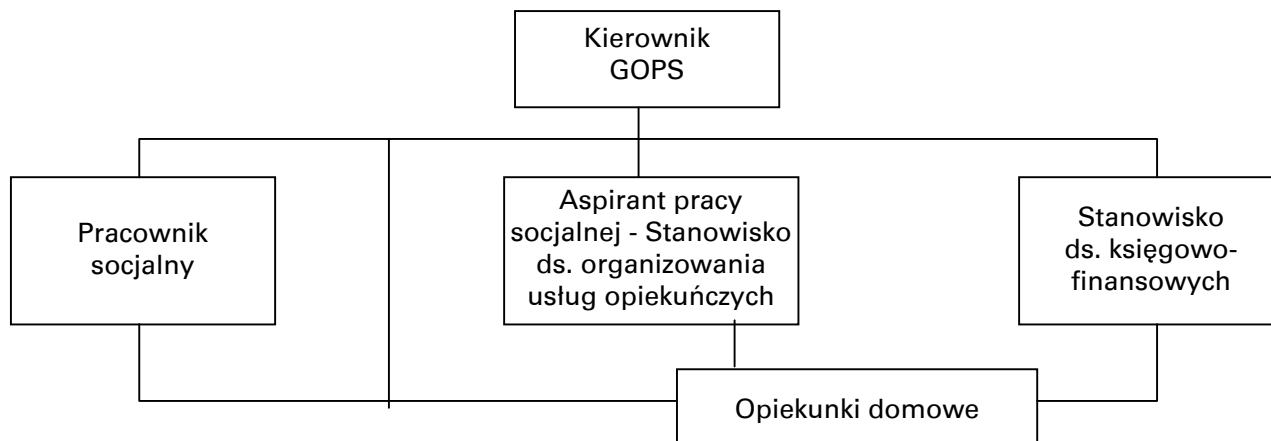 Kierownik
GOPS
Pracownik
socjalny
Aspirant pracy
socjalnej - Stanowisko
ds. organizowania
usług opiekuńczych
Stanowisko
ds. księgowo-
finansowych
Opiekunki domowe